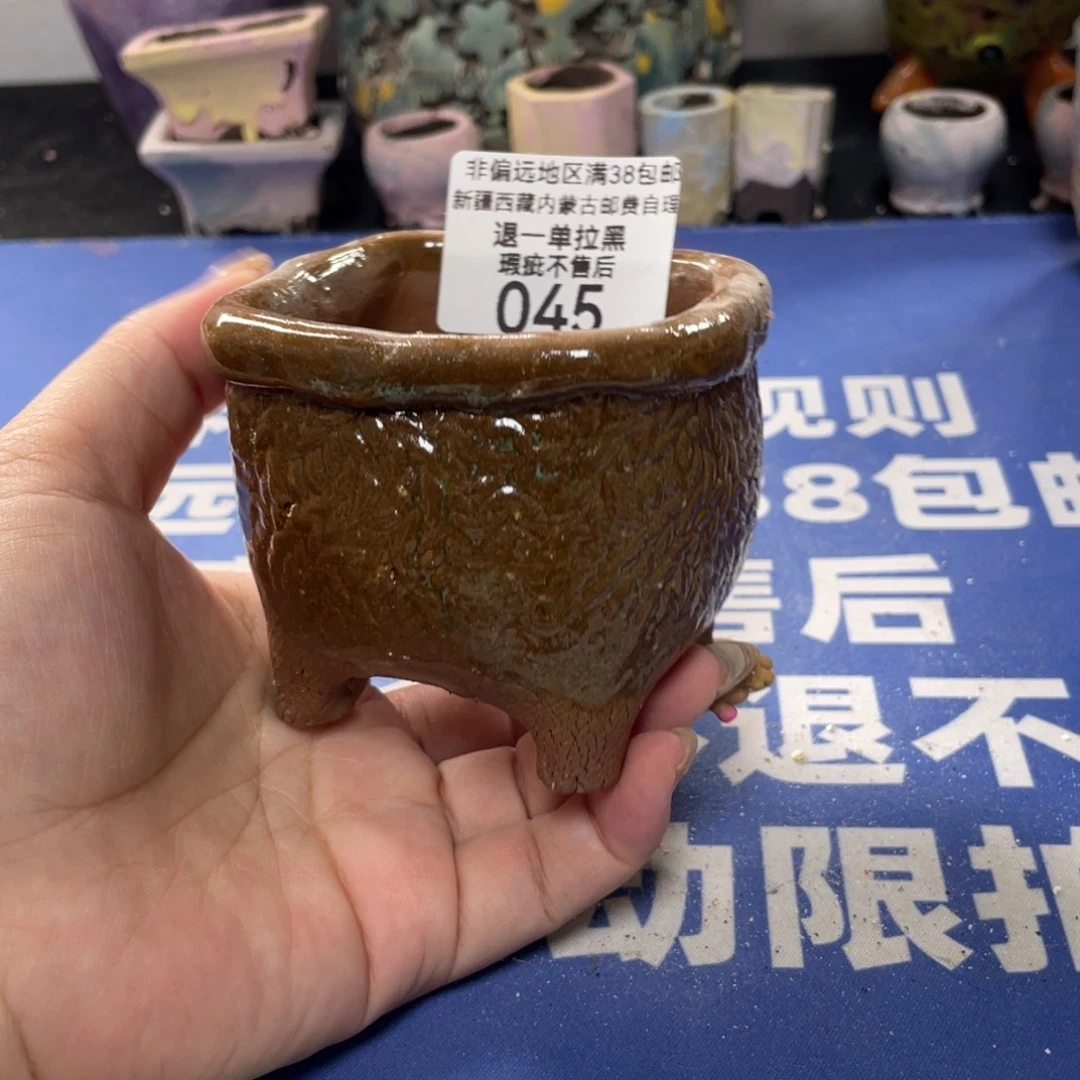 非偏远地区满38包邮
新疆西藏内蒙古邮费自理
退一单拉黑
瑕疵不售后
045
规则
远
38包邮
售后
退不
动限拍